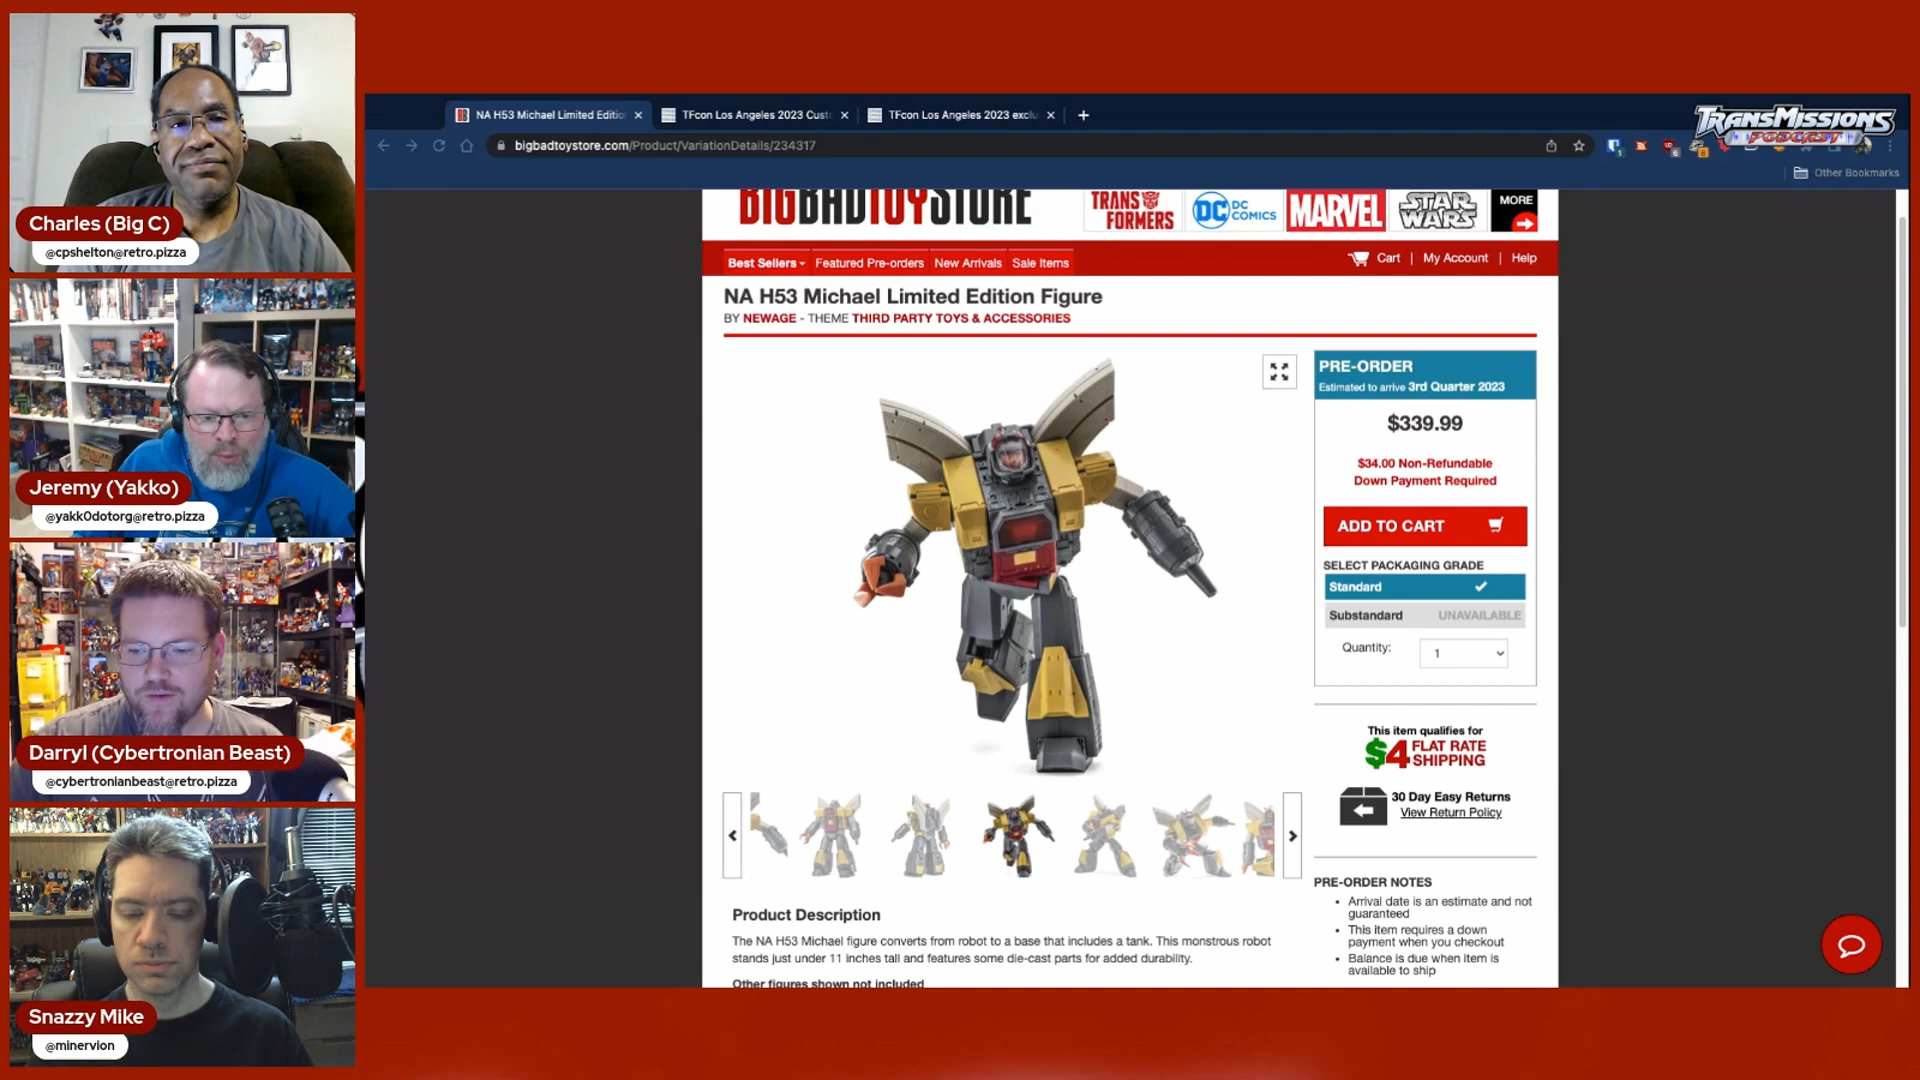 Charles (Big C)
@cpshelton@retro.pizza
Jeremy (Yakko)
@yakk0dotorg@retro.pizza
Darryl (Cybertronian Beast)
@cybertronianbeast@retro.pizza
Snazzy Mike
@minervion
NA H53 Michael Limited Editio
TFcon Los Angeles 2023 Cust
TFcon Los Angeles 2023 exclu
TRANSMISSIONS
PODCAST
bigbadtoystore.com/Product/VariationDetails/234317
Other Bookmarks
BIGBADTOYSTORE
TRANSFORMERS
DC DC COMICS
MARVEL
STAR WARS
MORE
Best Sellers
Featured Pre-orders
New Arrivals
Sale Items
Cart | My Account | Help
NA H53 Michael Limited Edition Figure
BY NEWAGE - THEME THIRD PARTY TOYS & ACCESSORIES
PRE-ORDER
Estimated to arrive 3rd Quarter 2023
$339.99
$34.00 Non-Refundable
Down Payment Required
ADD TO CART
SELECT PACKAGING GRADE
Standard
Substandard UNAVAILABLE
Quantity: 1
This item qualifies for
$4 FLAT RATE
SHIPPING
30 Day Easy Returns
View Return Policy
PRE-ORDER NOTES
• Arrival date is an estimate and not
guaranteed
• This item requires a down
payment when you checkout
• Balance is due when item is
available to ship
Product Description
The NA H53 Michael figure converts from robot to a base that includes a tank. This monstrous robot
stands just under 11 inches tall and features some die-cast parts for added durability.
Other figures shown not included